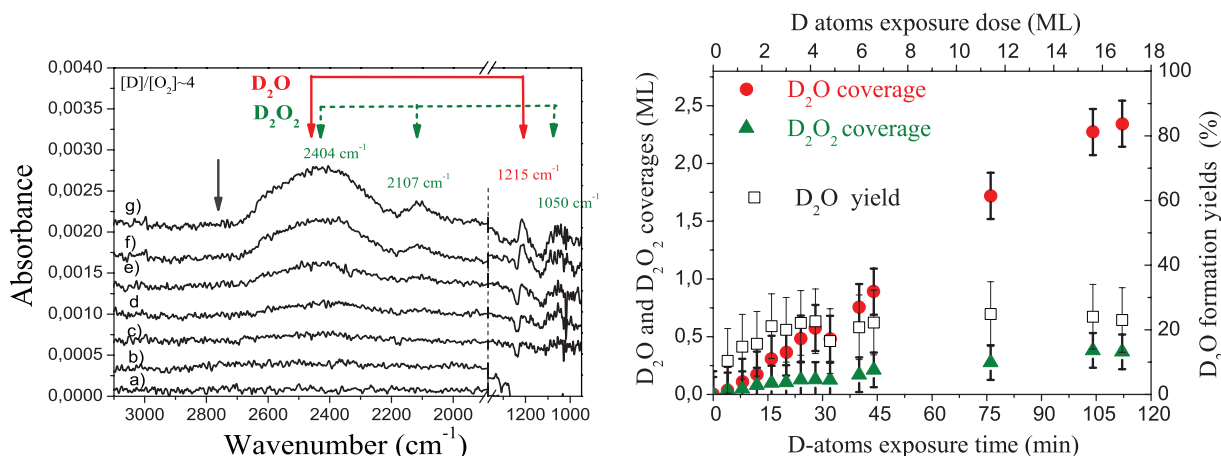 [D]/[O₂]~4
D₂O
D₂O₂
2404 cm⁻¹
2107 cm⁻¹
1215 cm⁻¹
1050 cm⁻¹
g)
f)
e)
d
c)
b)
a)
0,0040
0,0035
0,0030
0,0025
0,0020
0,0015
0,0010
0,0005
0,0000
Absorbance
3000 2800 2600 2400 2200 2000 1200 1000
Wavenumber (cm⁻¹)
D atoms exposure dose (ML)
0 2 4 6 8 10 12 14 16 18
D₂O coverage
D₂O₂ coverage
D₂O yield
2,5
2,0
1,5
1,0
0,5
0,0
D₂O and D₂O₂ coverages (ML)
100
80
60
40
20
0
D₂O formation yields (%)
0 15 30 45 60 75 90 105 120
D-atoms exposure time (min)